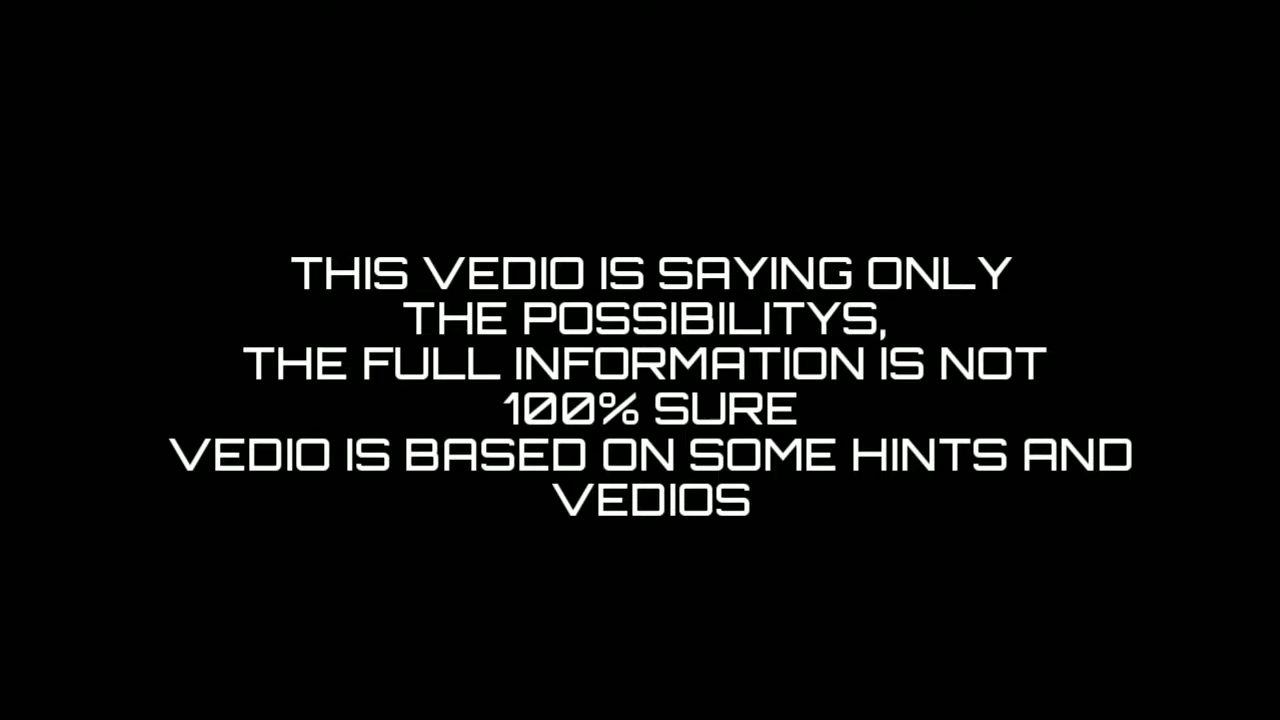 THIS VEDIO IS SAYING ONLY
THE POSSIBILITYS,
THE FULL INFORMATION IS NOT
100% SURE
VEDIO IS BASED ON SOME HINTS AND
VEDIOS